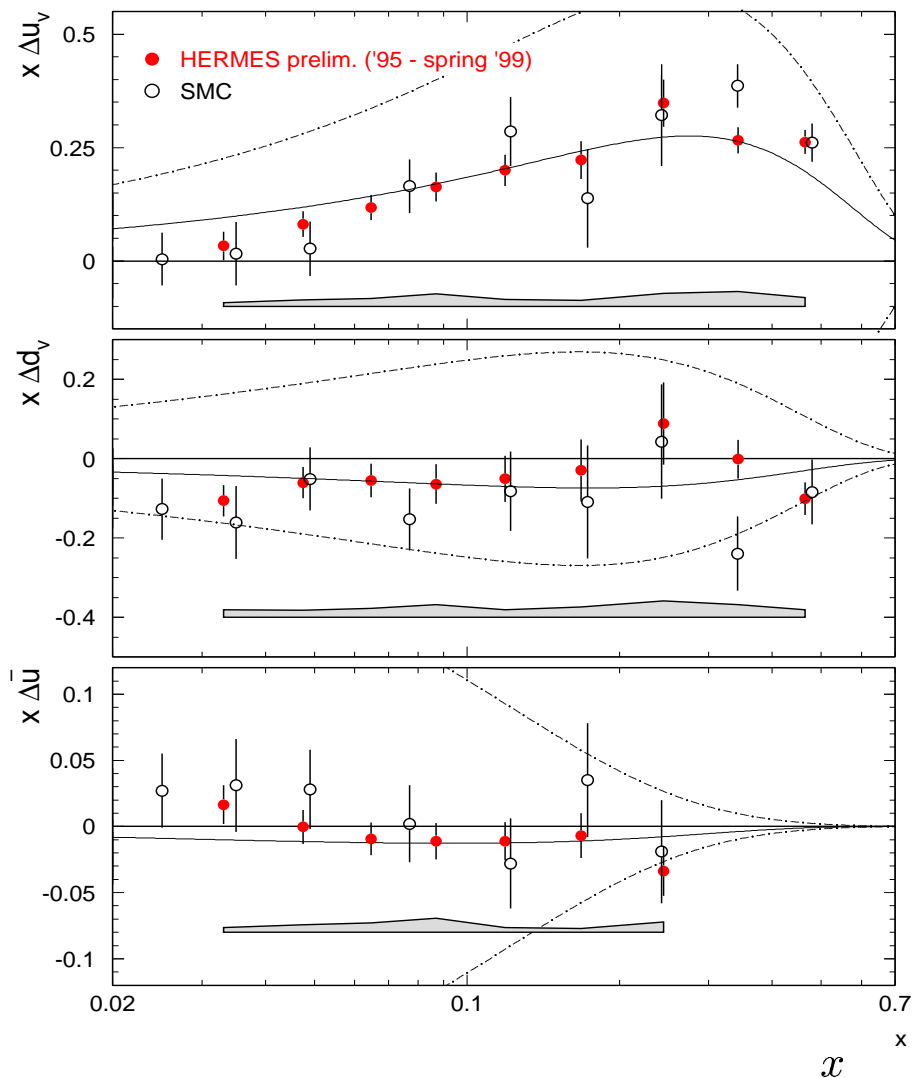 x Δu_v
0.5
0.25
0
HERMES prelim. ('95 - spring '99)
SMC
x Δd_v
0.2
0
-0.2
-0.4
x Δū
0.1
0.05
0
-0.05
-0.1
0.02
0.1
0.7
x
x